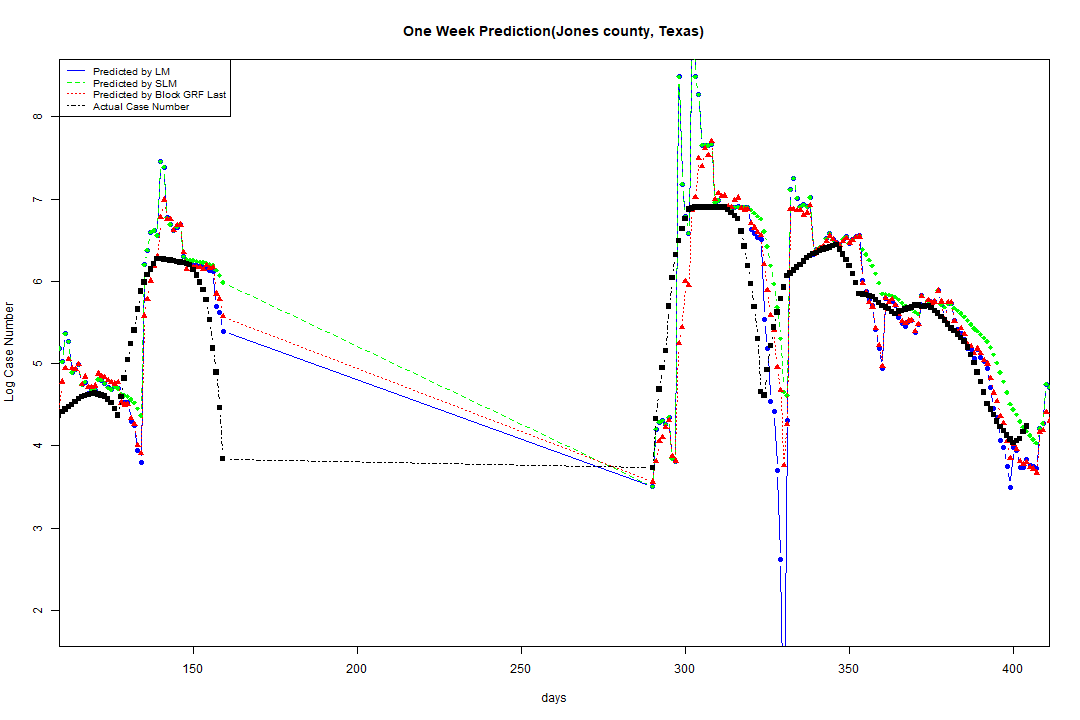 One Week Prediction(Jones county, Texas)
Predicted by LM
Predicted by SLM
Predicted by Block GRF Last
Actual Case Number
Log Case Number
8
7
6
5
4
3
2
150 200 250 300 350 400
days